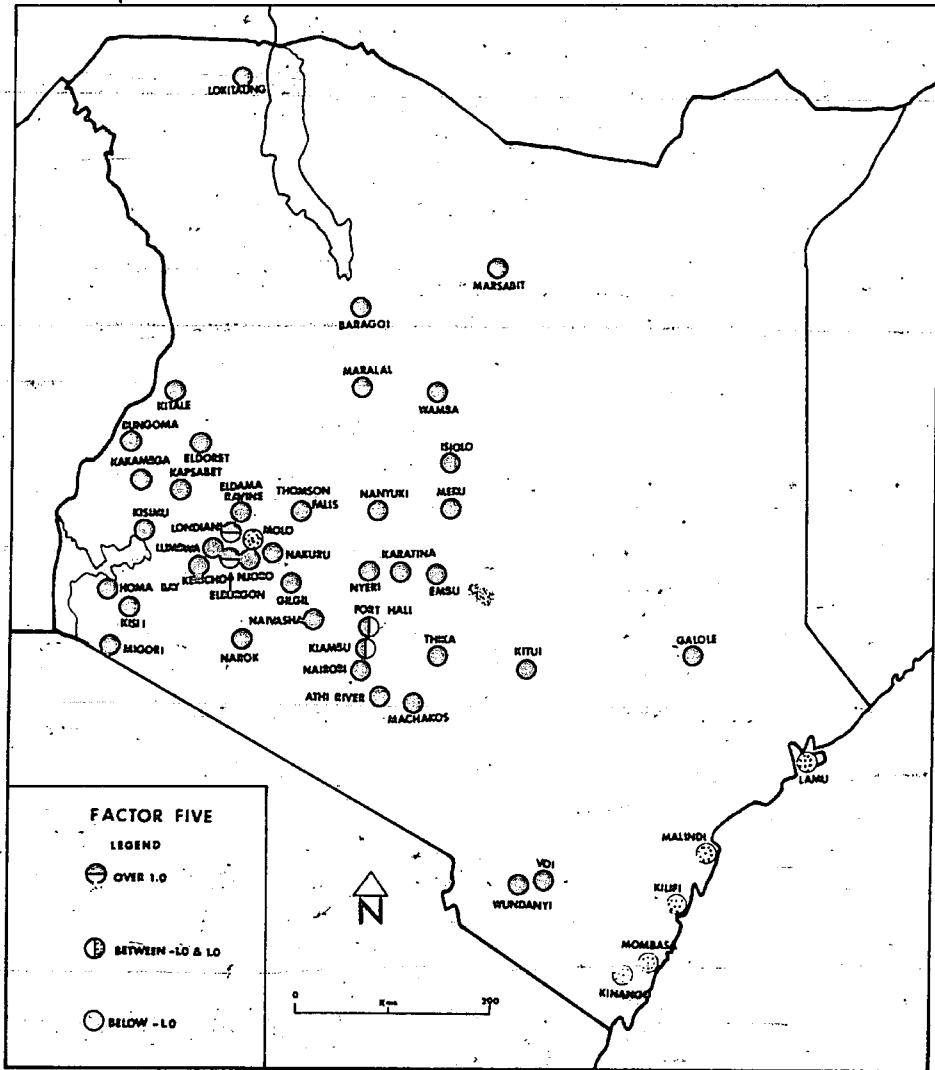 LOKITAUNG
MARSABIT
BARAGOI
MARALAL
WAMBA
KITALE
BUNGOMA
ELDORET
ISIOLO
KAKAMEGA
KAPSABET
ELDAMA
RAVINE
THOMSON
FALLS
NANYUKI
MERU
KISUMU
LONDIANI
MOLO
LUMBWA
NAKURU
KARATINA
KERICHO
NJORO
HOMA BAY
ELBURGON
GILGIL
NYERI
EMBU
KISII
NAIVASHA
FORT HALL
MIGORI
NAROK
KIAMBU
THIKA
KITUI
GALOLE
NAIROBI
ATHI RIVER
MACHAKOS
LAMU
MALINDI
VOI
WUNDANYI
KILIFI
MOMBASA
KINANGO
FACTOR FIVE
LEGEND
OVER 1.0
BETWEEN -1.0 & 1.0
BELOW -1.0
N
0 Kms 200